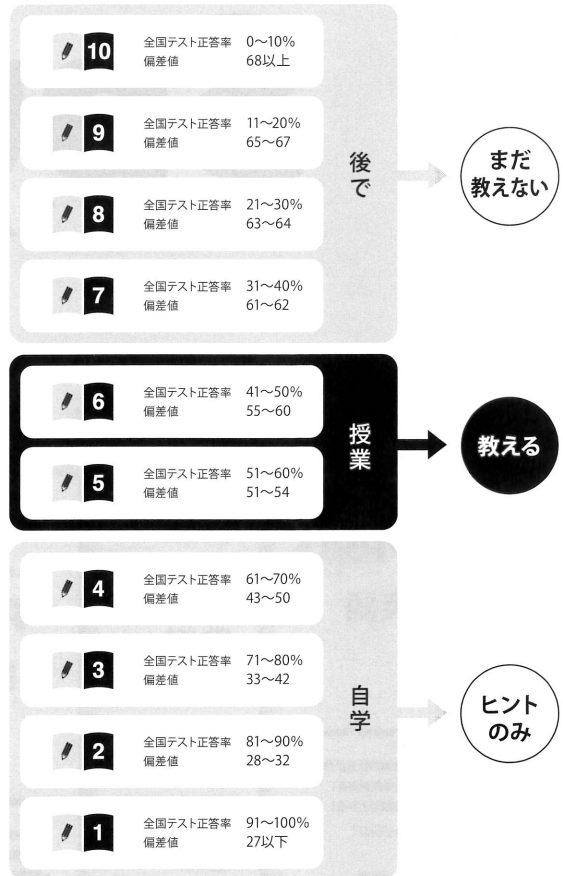 10
全国テスト正答率 0〜10%
偏差値 68以上
9
全国テスト正答率 11〜20%
偏差値 65〜67
8
全国テスト正答率 21〜30%
偏差値 63〜64
7
全国テスト正答率 31〜40%
偏差値 61〜62
後で
まだ
教えない
6
全国テスト正答率 41〜50%
偏差値 55〜60
5
全国テスト正答率 51〜60%
偏差値 51〜54
授業
教える
4
全国テスト正答率 61〜70%
偏差値 43〜50
3
全国テスト正答率 71〜80%
偏差値 33〜42
2
全国テスト正答率 81〜90%
偏差値 28〜32
1
全国テスト正答率 91〜100%
偏差値 27以下
自学
ヒント
のみ